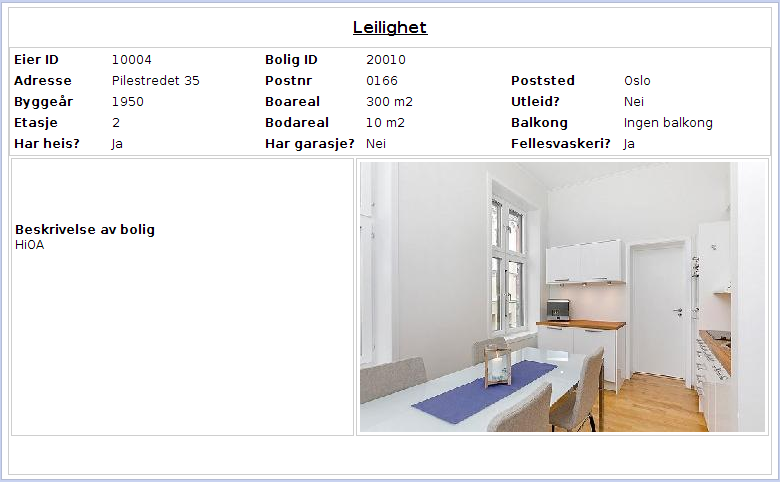 Leilighet
Eier ID 10004 Bolig ID 20010
Adresse Pilestredet 35 Postnr 0166 Poststed Oslo
Byggeår 1950 Boareal 300 m2 Utleid? Nei
Etasje 2 Bodareal 10 m2 Balkong Ingen balkong
Har heis? Ja Har garasje? Nei Fellesvaskeri? Ja
Beskrivelse av bolig
HiOA